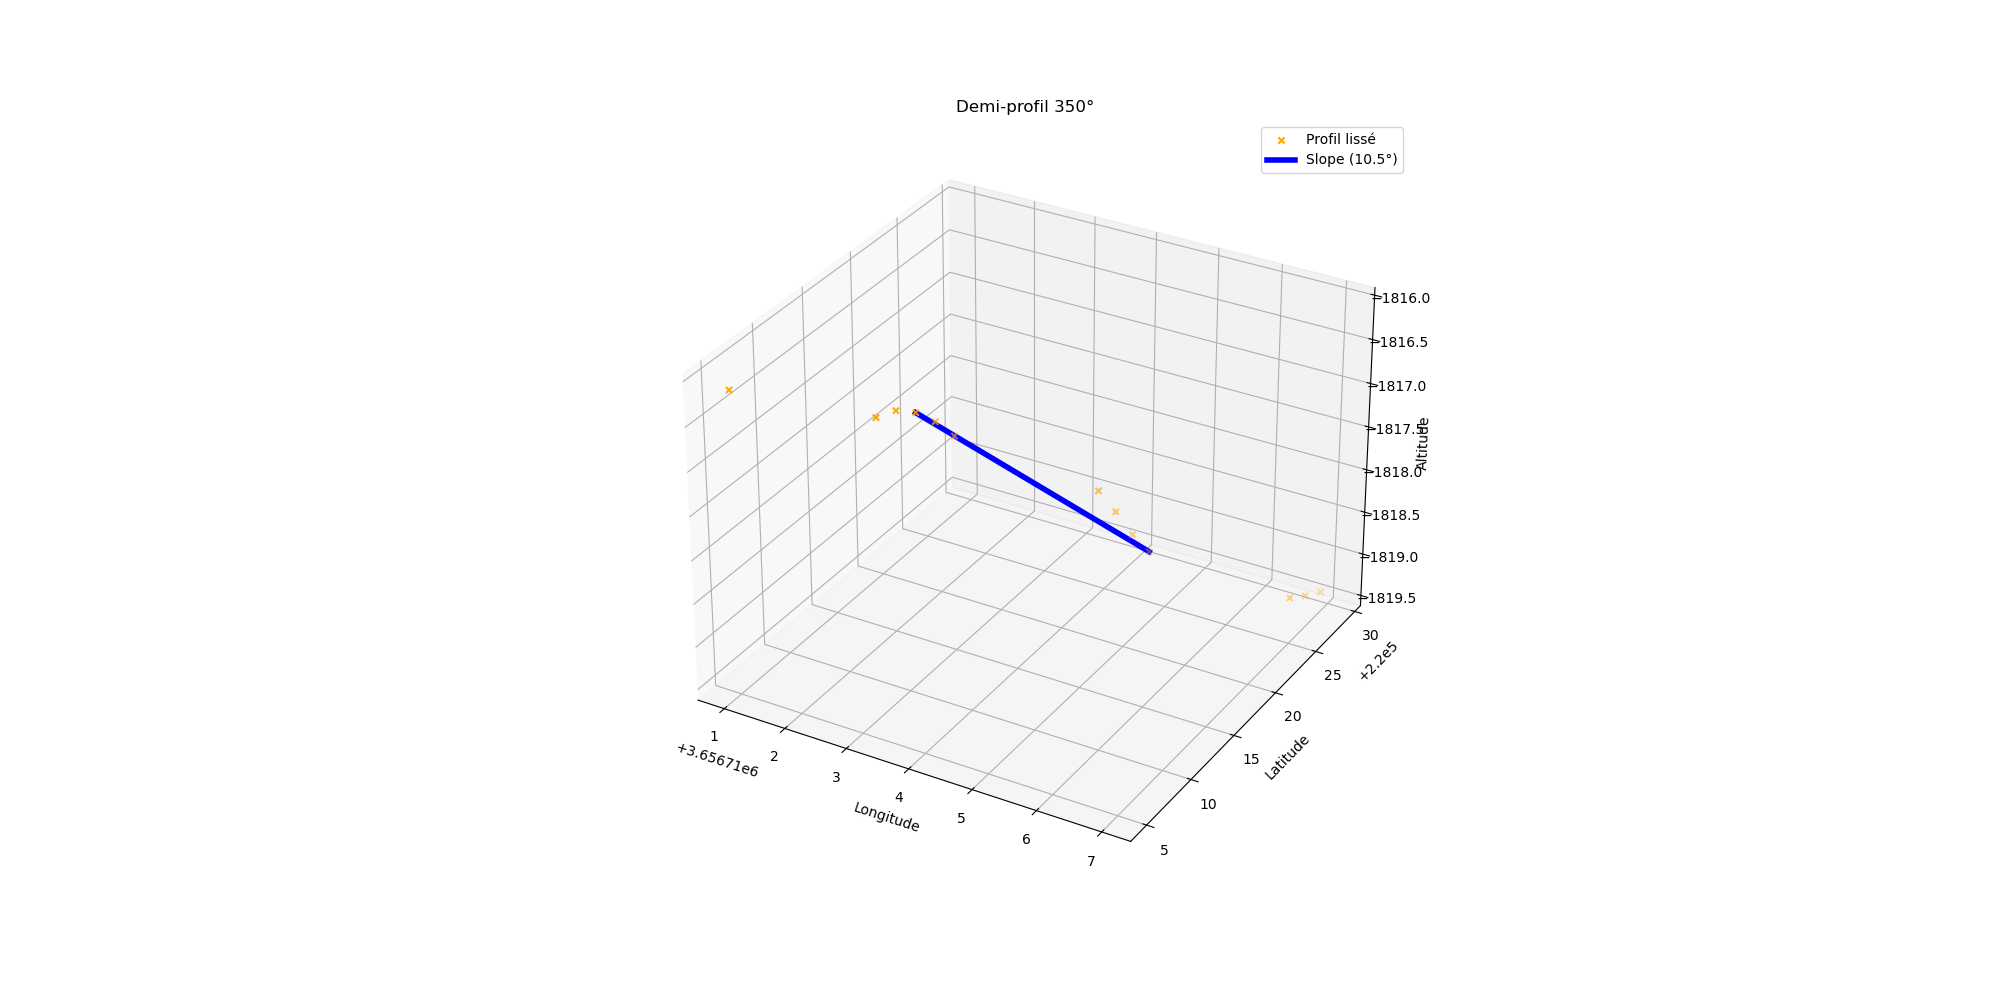 Demi-profil 350°
Profil lissé
Slope (10.5°)
−1816.0
−1816.5
−1817.0
−1817.5
−1818.0
−1818.5
−1819.0
−1819.5
Altitude
30
25
20
15
10
5
+2.2e5
Latitude
1
2
3
4
5
6
7
+3.65671e6
Longitude